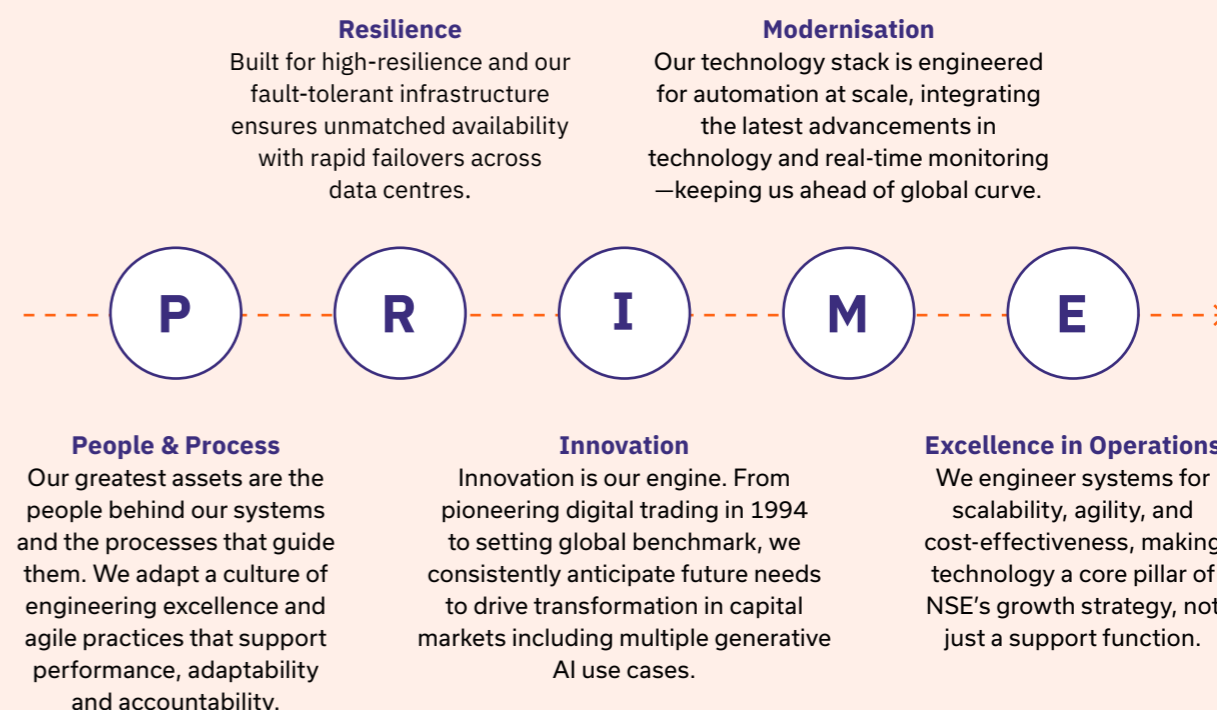 Resilience
Built for high-resilience and our
fault-tolerant infrastructure
ensures unmatched availability
with rapid failovers across
data centres.
Modernisation
Our technology stack is engineered
for automation at scale, integrating
the latest advancements in
technology and real-time monitoring
—keeping us ahead of global curve.
P
R
I
M
E
People & Process
Our greatest assets are the
people behind our systems
and the processes that guide
them. We adapt a culture of
engineering excellence and
agile practices that support
performance, adaptability
and accountability.
Innovation
Innovation is our engine. From
pioneering digital trading in 1994
to setting global benchmark, we
consistently anticipate future needs
to drive transformation in capital
markets including multiple generative
AI use cases.
Excellence in Operations
We engineer systems for
scalability, agility, and
cost-effectiveness, making
technology a core pillar of
NSE’s growth strategy, not
just a support function.